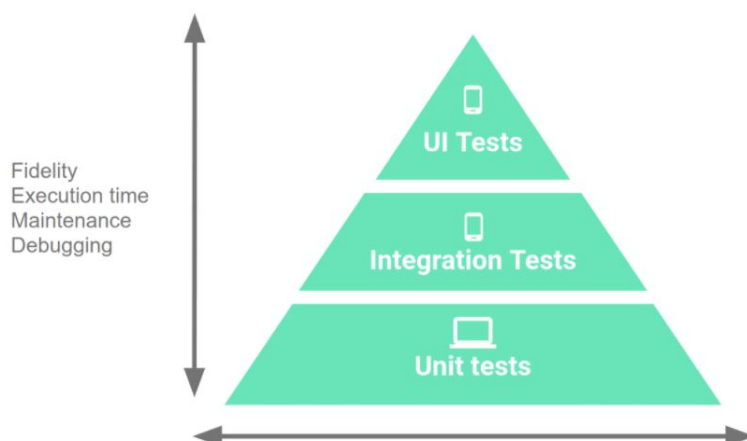 Fidelity
Execution time
Maintenance
Debugging
UI Tests
Integration Tests
Unit tests